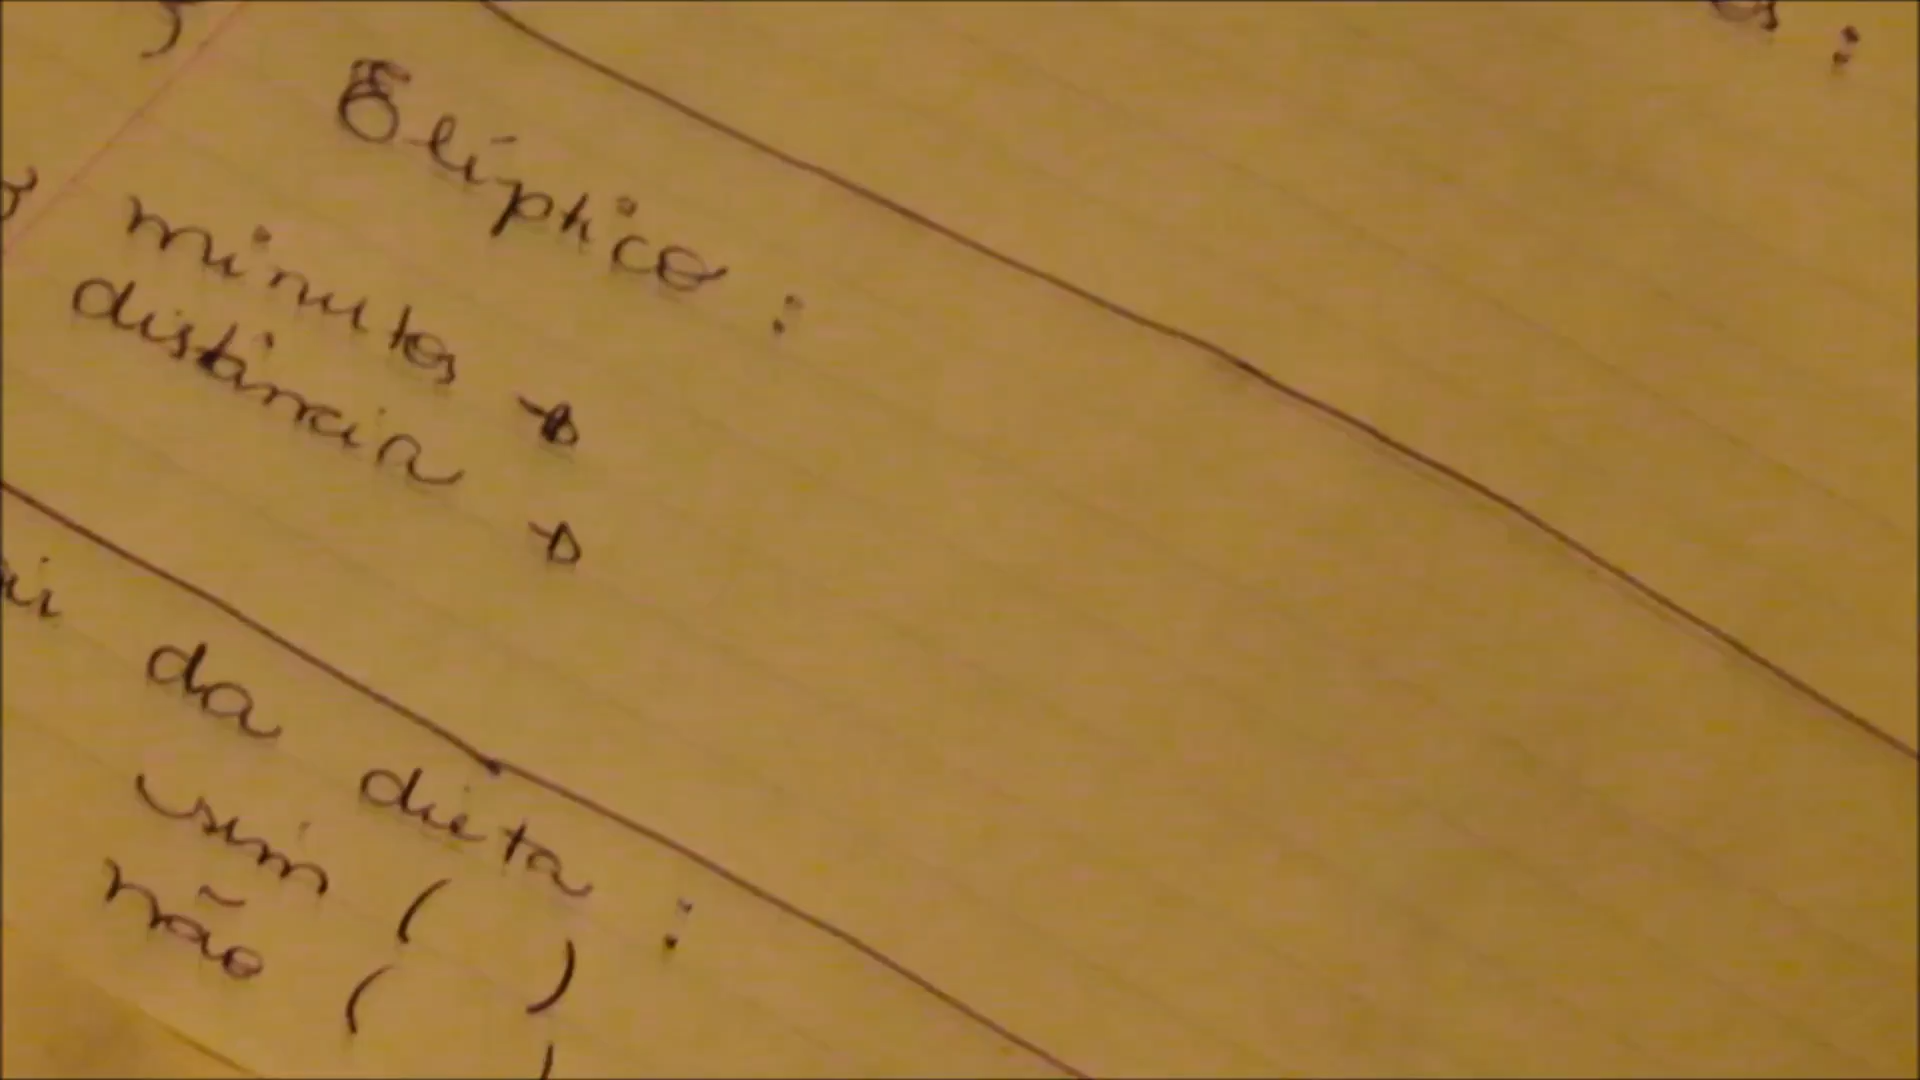 Elíptico :
minutos →
distância →
da dieta :
sim ( )
não ( )